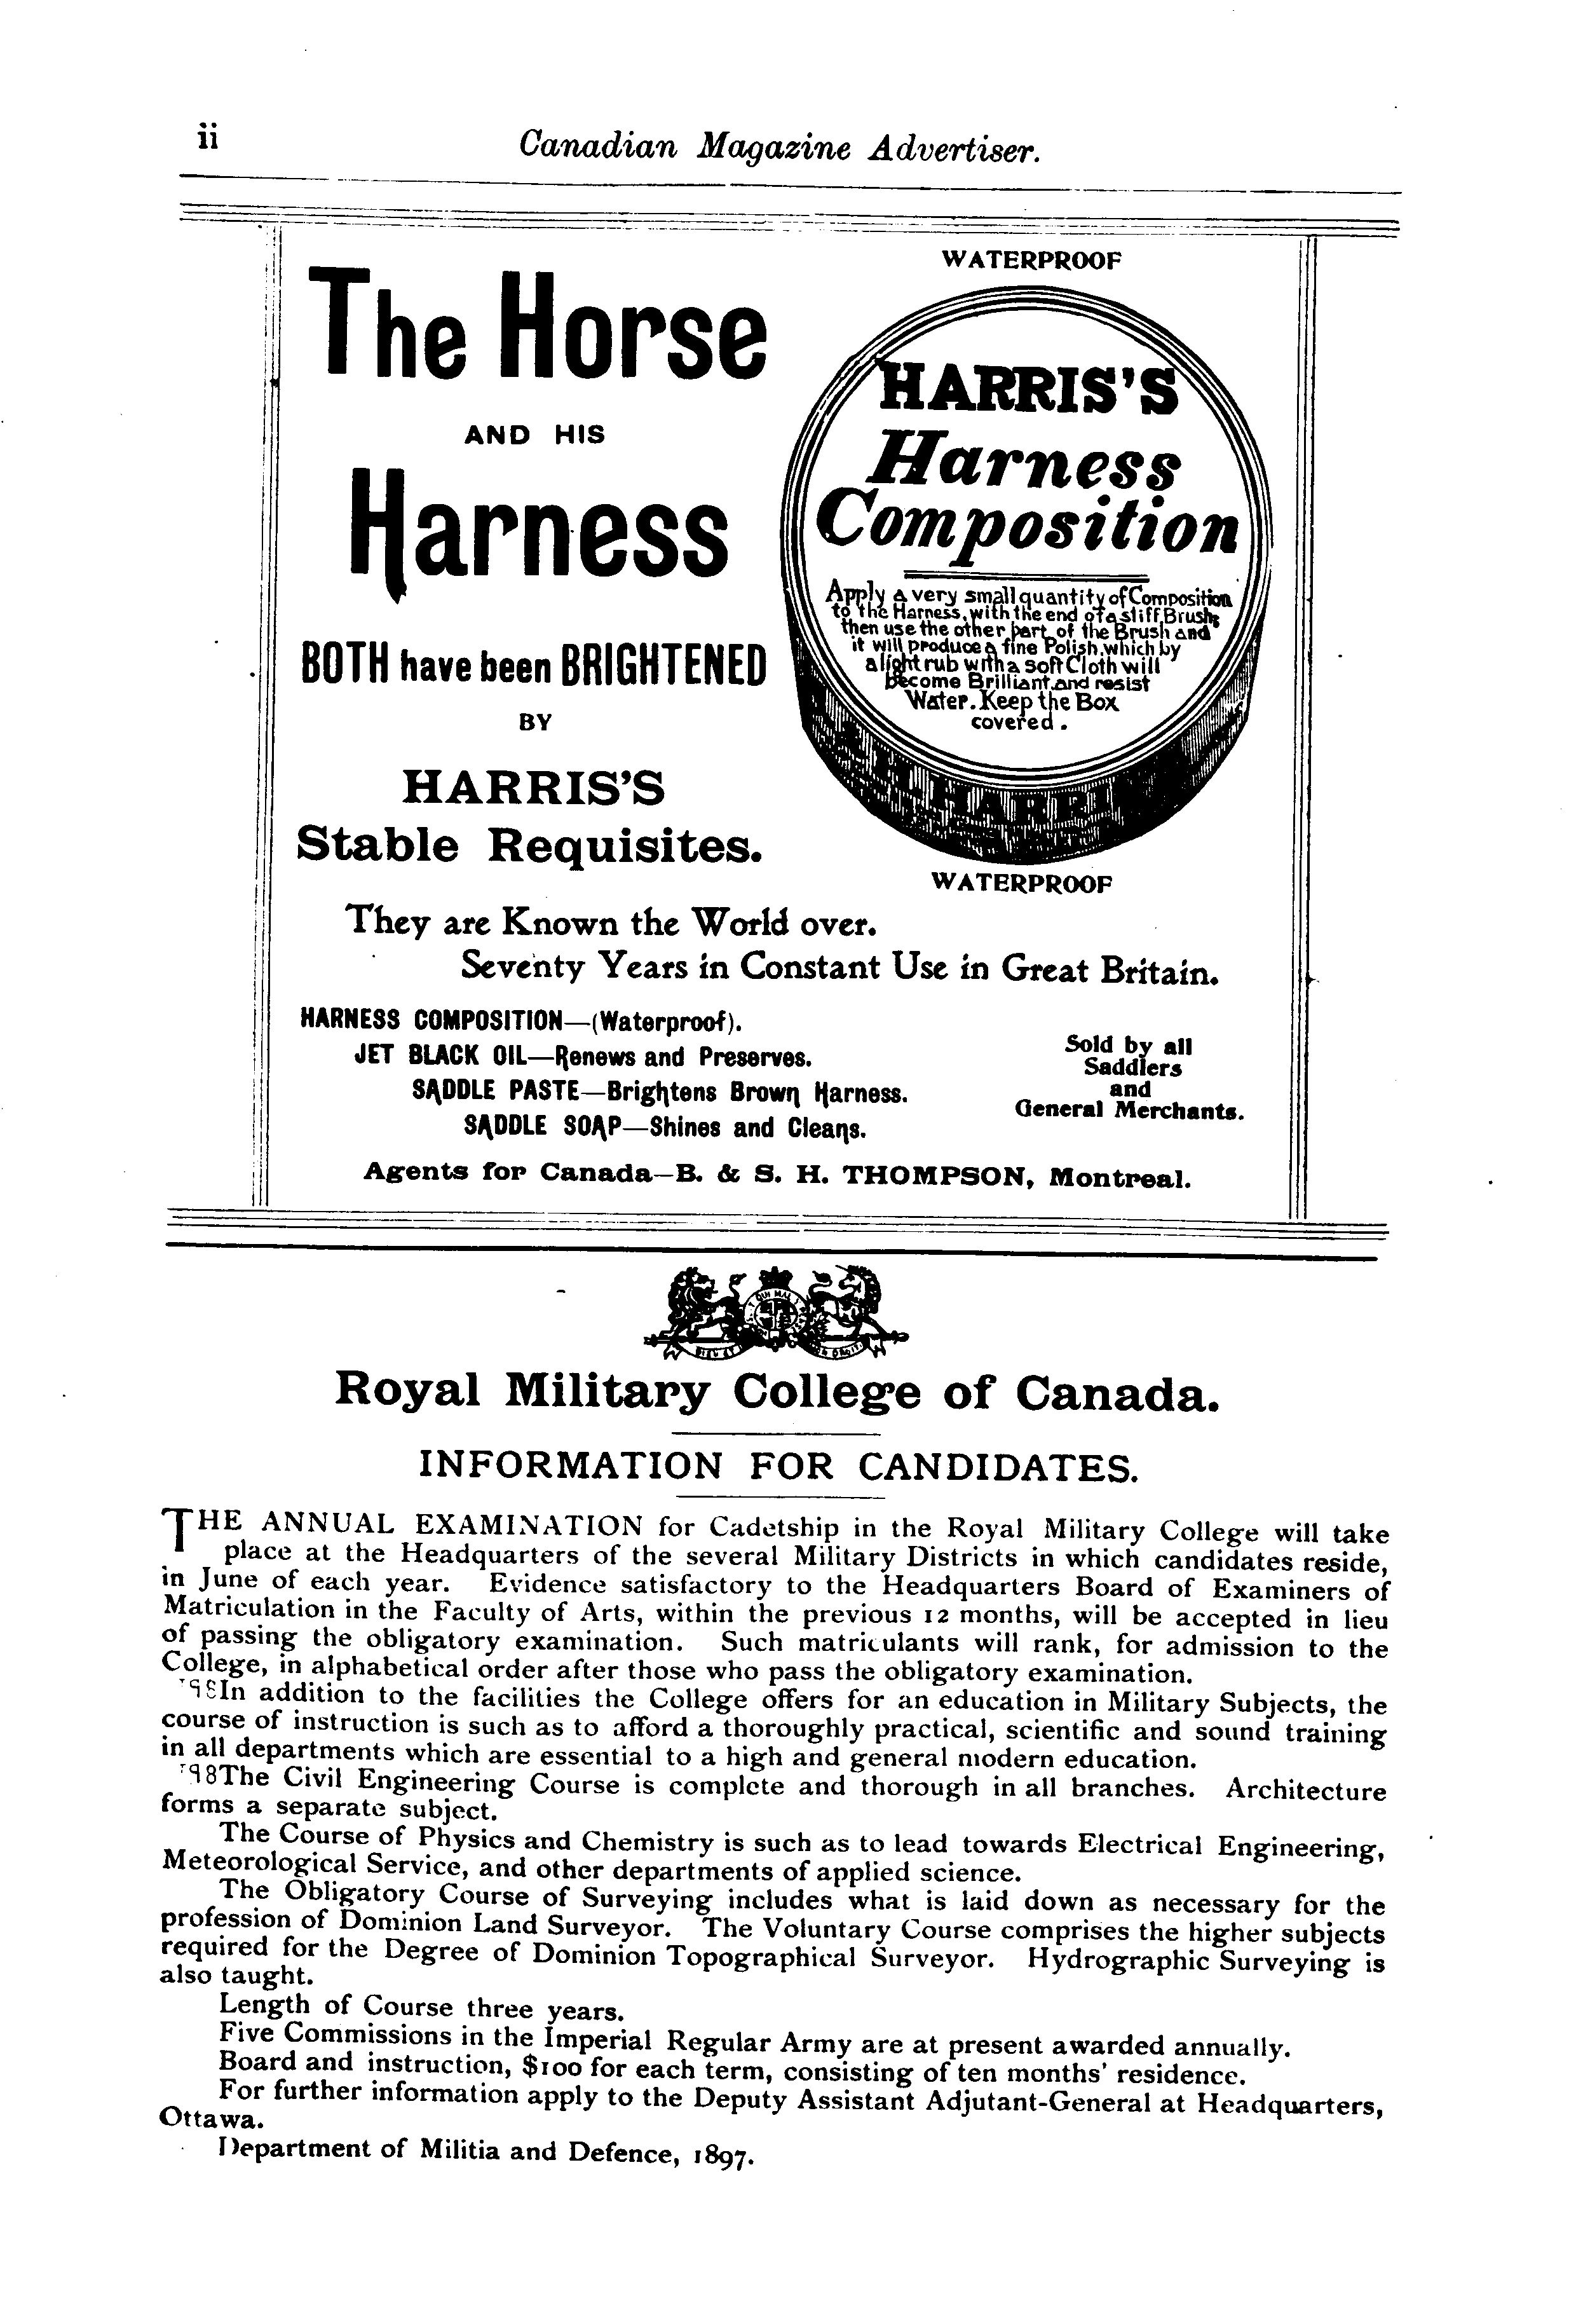 ii
Canadian Magazine Advertiser.
The Horse
AND HIS
Harness
BOTH have been BRIGHTENED
BY
HARRIS'S
Stable Requisites.
WATERPROOF
HARRIS'S
Harness
Composition
Apply a very small quantity of Composition
to the Harness, with the end of a stiff Brush,
then use the other part of the Brush and
it will produce a fine Polish, which by
a light rub with a soft Cloth will
become Brilliant, and resist
Water. Keep the Box
covered.
HARRI
WATERPROOF
They are Known the World over.
Seventy Years in Constant Use in Great Britain.
HARNESS COMPOSITION—(Waterproof).
JET BLACK OIL—Renews and Preserves.
SADDLE PASTE—Brightens Brown Harness.
SADDLE SOAP—Shines and Cleans.
Sold by all
Saddlers
and
General Merchants.
Agents for Canada—B. & S. H. THOMPSON, Montreal.
QUI MAL
DIEU ET
DROIT
Royal Military College of Canada.
INFORMATION FOR CANDIDATES.
THE ANNUAL EXAMINATION for Cadetship in the Royal Military College will take
place at the Headquarters of the several Military Districts in which candidates reside,
in June of each year. Evidence satisfactory to the Headquarters Board of Examiners of
Matriculation in the Faculty of Arts, within the previous 12 months, will be accepted in lieu
of passing the obligatory examination. Such matriculants will rank, for admission to the
College, in alphabetical order after those who pass the obligatory examination.
In addition to the facilities the College offers for an education in Military Subjects, the
course of instruction is such as to afford a thoroughly practical, scientific and sound training
in all departments which are essential to a high and general modern education.
The Civil Engineering Course is complete and thorough in all branches. Architecture
forms a separate subject.
The Course of Physics and Chemistry is such as to lead towards Electrical Engineering,
Meteorological Service, and other departments of applied science.
The Obligatory Course of Surveying includes what is laid down as necessary for the
profession of Dominion Land Surveyor. The Voluntary Course comprises the higher subjects
required for the Degree of Dominion Topographical Surveyor. Hydrographic Surveying is
also taught.
Length of Course three years.
Five Commissions in the Imperial Regular Army are at present awarded annually.
Board and instruction, $100 for each term, consisting of ten months' residence.
For further information apply to the Deputy Assistant Adjutant-General at Headquarters,
Ottawa.
Department of Militia and Defence, 1897.